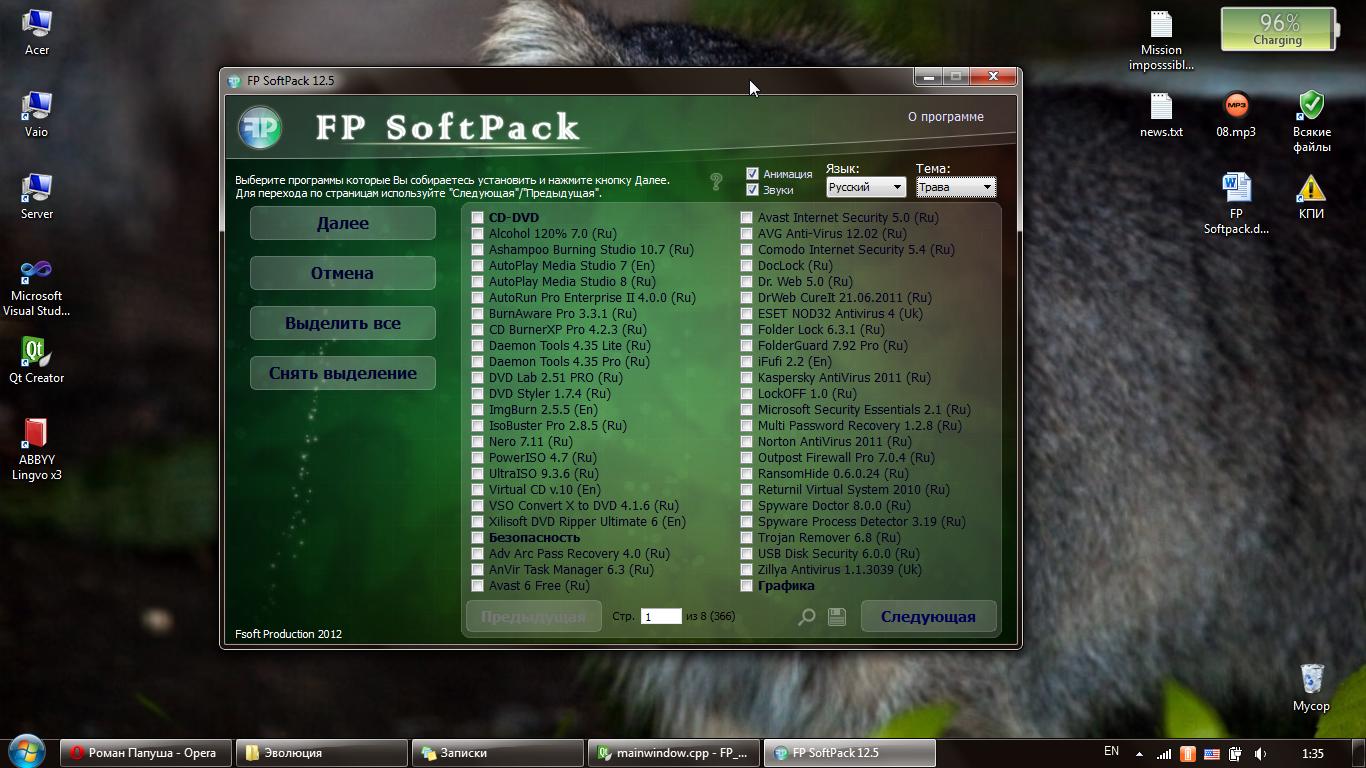 Acer
Vaio
Server
Microsoft
Visual Stud...
Qt
Qt Creator
ABBYY
Lingvo x3
Mission
imposssibl...
96%
Charging
news.txt
MP3
08.mp3
Всякие
файлы
FP
Softpack.d...
КПИ
Мусор
FP SoftPack 12.5
FP
FP SoftPack
О программе
Выберите программы которые Вы собираетесь установить и нажмите кнопку Далее.
Для перехода по страницам используйте "Следующая"/"Предыдущая".
?
Анимация
Звуки
Язык:
Русский
Тема:
Трава
Далее
Отмена
Выделить все
Снять выделение
CD-DVD
Alcohol 120% 7.0 (Ru)
Ashampoo Burning Studio 10.7 (Ru)
AutoPlay Media Studio 7 (En)
AutoPlay Media Studio 8 (Ru)
AutoRun Pro Enterprise II 4.0.0 (Ru)
BurnAware Pro 3.3.1 (Ru)
CD BurnerXP Pro 4.2.3 (Ru)
Daemon Tools 4.35 Lite (Ru)
Daemon Tools 4.35 Pro (Ru)
DVD Lab 2.51 PRO (Ru)
DVD Styler 1.7.4 (Ru)
ImgBurn 2.5.5 (En)
IsoBuster Pro 2.8.5 (Ru)
Nero 7.11 (Ru)
PowerISO 4.7 (Ru)
UltraISO 9.3.6 (Ru)
Virtual CD v.10 (En)
VSO Convert X to DVD 4.1.6 (Ru)
Xilisoft DVD Ripper Ultimate 6 (En)
Безопасность
Adv Arc Pass Recovery 4.0 (Ru)
AnVir Task Manager 6.3 (Ru)
Avast 6 Free (Ru)
Avast Internet Security 5.0 (Ru)
AVG Anti-Virus 12.02 (Ru)
Comodo Internet Security 5.4 (Ru)
DocLock (Ru)
Dr. Web 5.0 (Ru)
DrWeb CureIt 21.06.2011 (Ru)
ESET NOD32 Antivirus 4 (Uk)
Folder Lock 6.3.1 (Ru)
FolderGuard 7.92 Pro (Ru)
iFufi 2.2 (En)
Kaspersky AntiVirus 2011 (Ru)
LockOFF 1.0 (Ru)
Microsoft Security Essentials 2.1 (Ru)
Multi Password Recovery 1.2.8 (Ru)
Norton AntiVirus 2011 (Ru)
Outpost Firewall Pro 7.0.4 (Ru)
RansomHide 0.6.0.24 (Ru)
Returnil Virtual System 2010 (Ru)
Spyware Doctor 8.0.0 (Ru)
Spyware Process Detector 3.19 (Ru)
Trojan Remover 6.8 (Ru)
USB Disk Security 6.0.0 (Ru)
Zillya Antivirus 1.1.3039 (Uk)
Графика
Предыдущая
Стр. 1 из 8 (366)
Следующая
Fsoft Production 2012
Роман Папуша - Opera
Эволюция
Записки
mainwindow.cpp - FP_...
FP SoftPack 12.5
EN
1:35